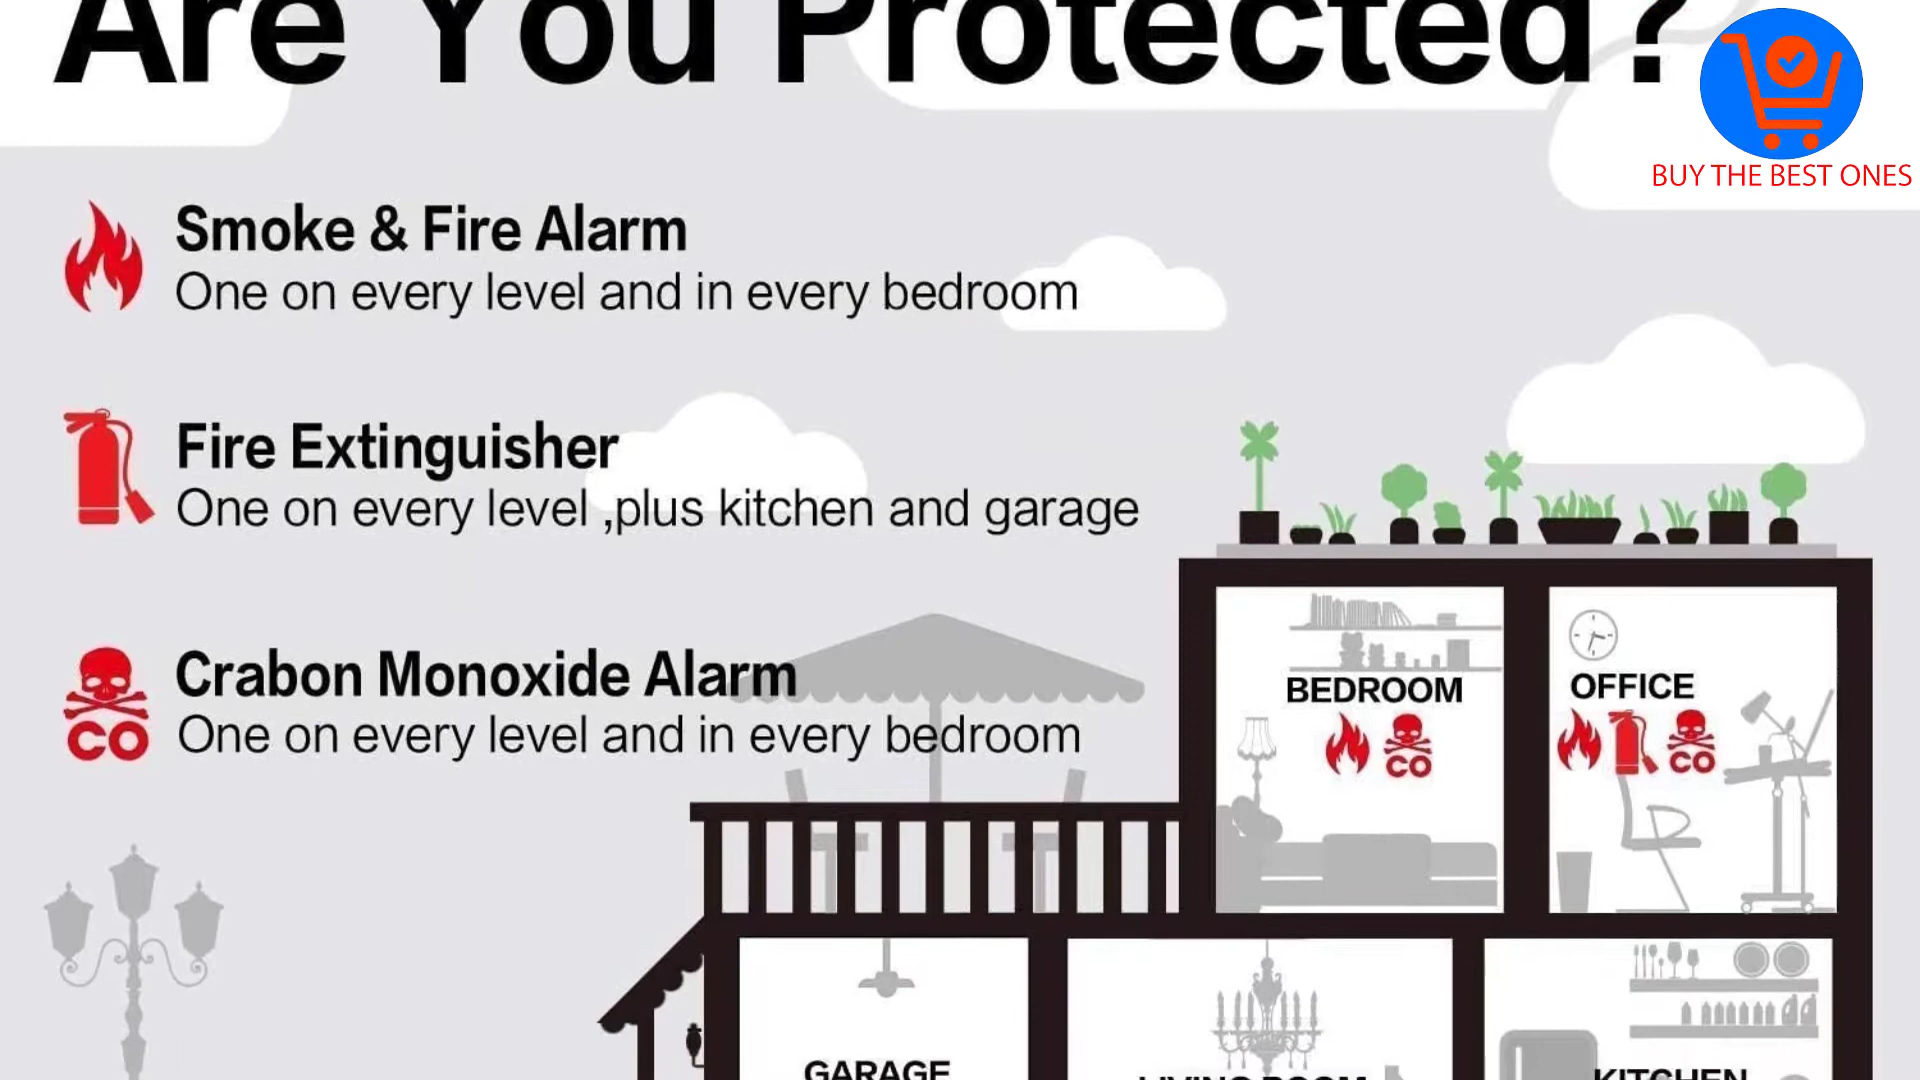 Are You Protected?
BUY THE BEST ONES
Smoke & Fire Alarm
One on every level and in every bedroom
Fire Extinguisher
One on every level ,plus kitchen and garage
Crabon Monoxide Alarm
One on every level and in every bedroom
CO
BEDROOM
OFFICE
CO
CO
GARAGE
LIVING ROOM
KITCHEN